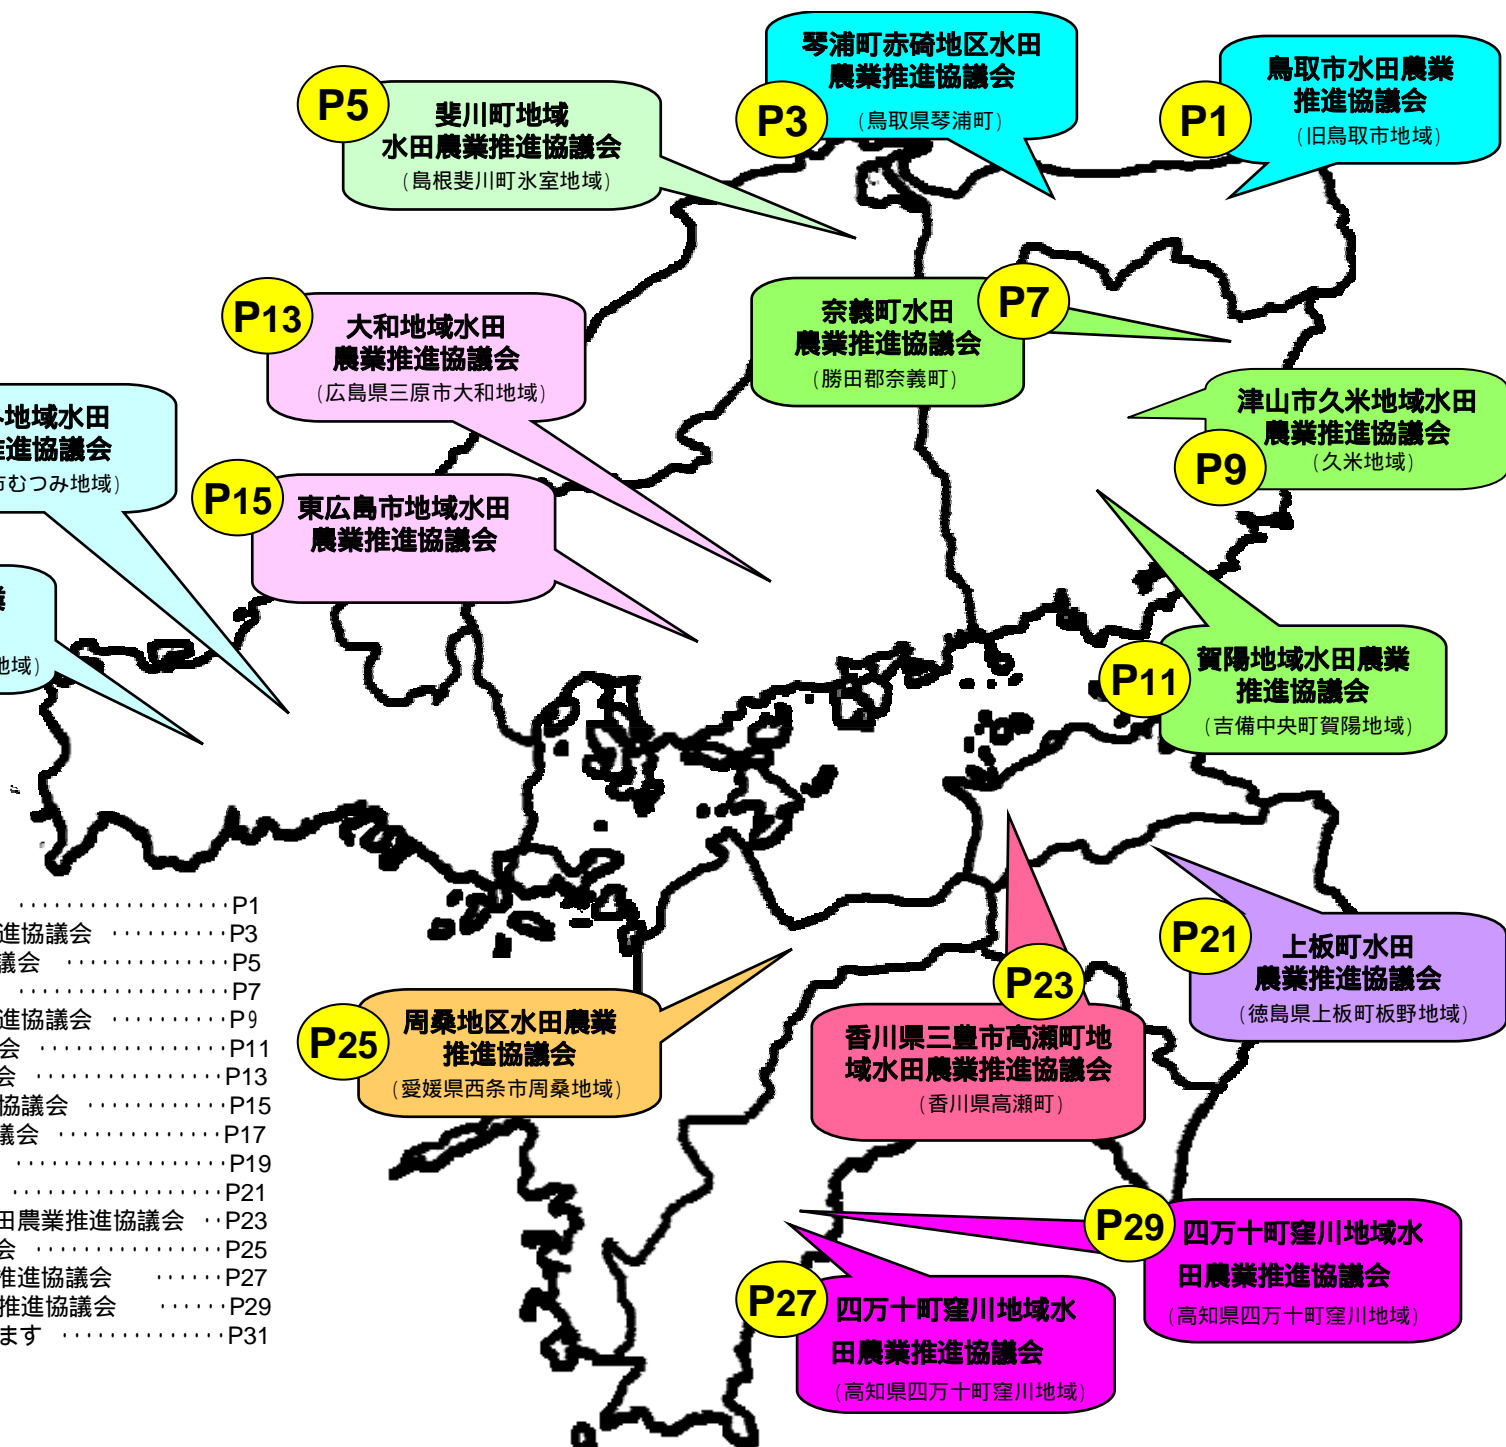 琴浦町赤碕地区水田
農業推進協議会
(鳥取県琴浦町)
P3
鳥取市水田農業
推進協議会
(旧鳥取市地域)
P1
P5
斐川町地域
水田農業推進協議会
(島根斐川町氷室地域)
P13
大和地域水田
農業推進協議会
(広島県三原市大和地域)
P7
奈義町水田
農業推進協議会
(勝田郡奈義町)
津山市久米地域水田
農業推進協議会
(久米地域)
P9
地域水田
進協議会
市むつみ地域)
P15
東広島市地域水田
農業推進協議会
業
地域)
P11
賀陽地域水田農業
推進協議会
(吉備中央町賀陽地域)
P21
上板町水田
農業推進協議会
(徳島県上板町板野地域)
P23
香川県三豊市高瀬町地
域水田農業推進協議会
(香川県高瀬町)
P25
周桑地区水田農業
推進協議会
(愛媛県西条市周桑地域)
P29
四万十町窪川地域水
田農業推進協議会
(高知県四万十町窪川地域)
P27
四万十町窪川地域水
田農業推進協議会
(高知県四万十町窪川地域)
··················P1
進協議会 ··········P3
議会 ··············P5
··················P7
進協議会 ··········P9
会 ················P11
会 ················P13
協議会 ············P15
議会 ··············P17
··················P19
··················P21
田農業推進協議会 ··P23
会 ················P25
推進協議会 ······P27
推進協議会 ······P29
ます ··············P31